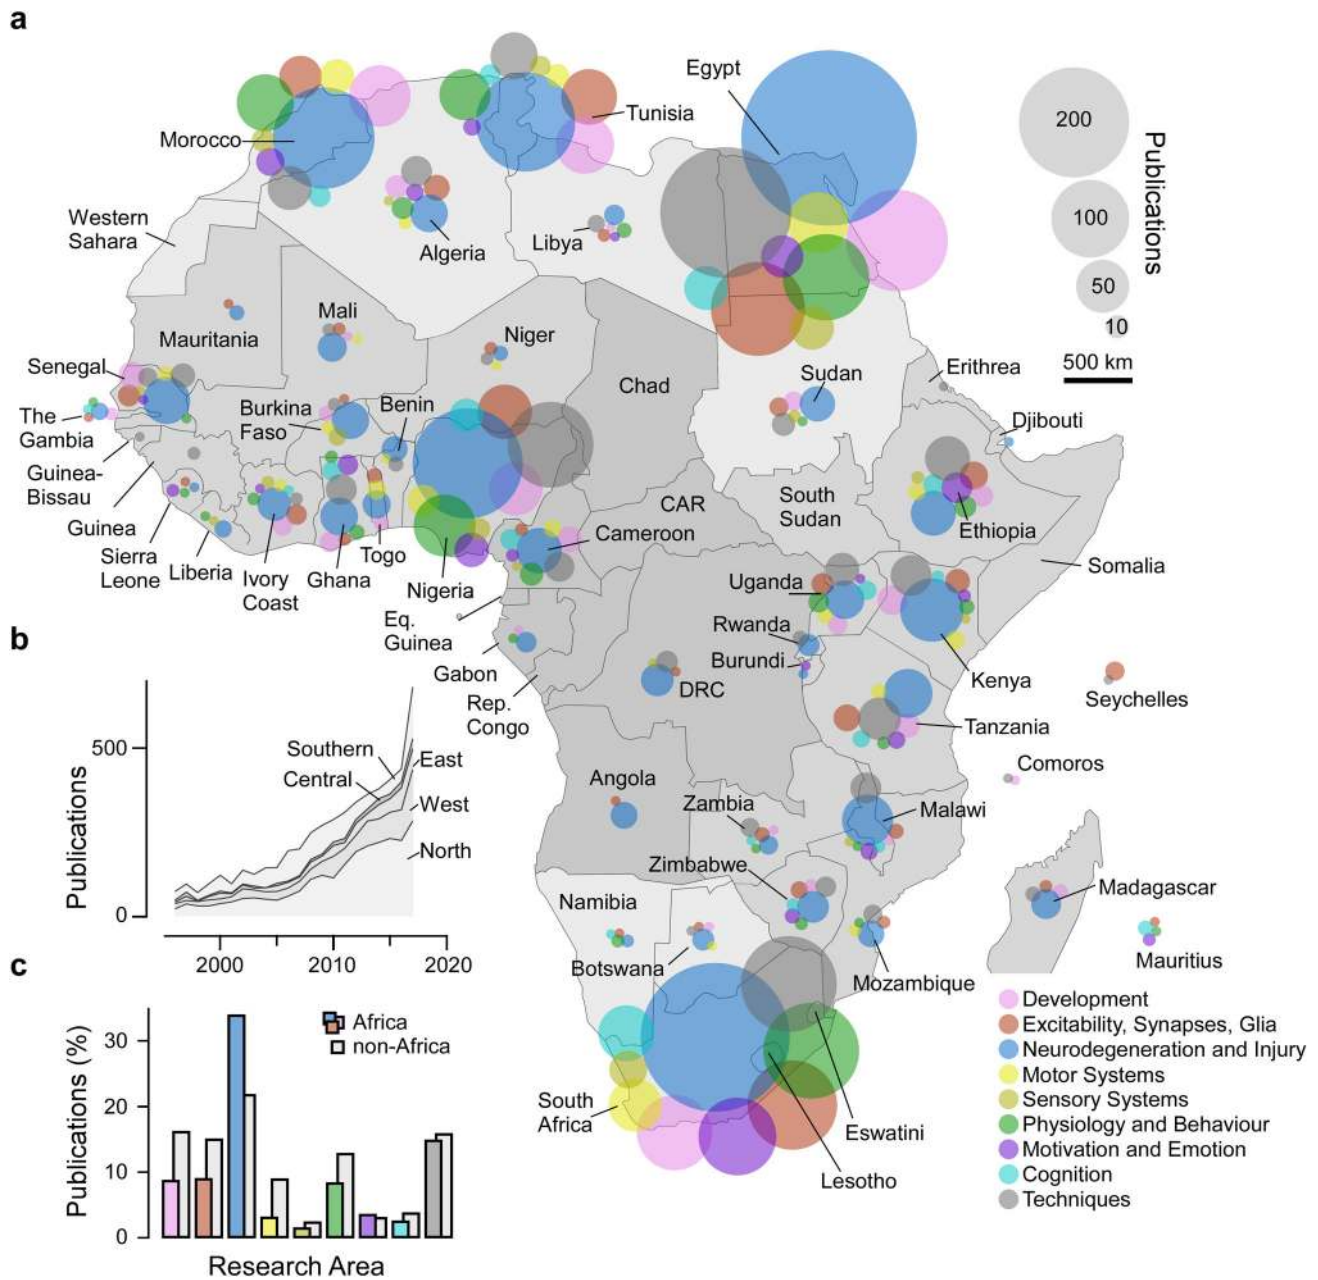 a
Egypt
Tunisia
Morocco
Western
Sahara
Algeria
Libya
200
100
50
10
Publications
500 km
Mali
Mauritania
Niger
Senegal
Chad
Sudan
Erithrea
The
Gambia
Burkina
Faso
Benin
Djibouti
Guinea-
Bissau
Guinea
CAR
South
Sudan
Ethiopia
Sierra
Leone
Liberia
Ivory
Coast
Ghana
Togo
Nigeria
Cameroon
Somalia
Uganda
Eq.
Guinea
Rwanda
Burundi
Gabon
DRC
Kenya
Seychelles
Rep.
Congo
Tanzania
Comoros
Angola
Zambia
Malawi
Zimbabwe
Madagascar
Namibia
Botswana
Mozambique
Mauritius
South
Africa
Eswatini
Lesotho
Development
Excitability, Synapses, Glia
Neurodegeneration and Injury
Motor Systems
Sensory Systems
Physiology and Behaviour
Motivation and Emotion
Cognition
Techniques
b
Publications
500
0
Southern
Central
East
West
North
2000
2010
2020
c
Publications (%)
30
20
10
0
Africa
non-Africa
Research Area